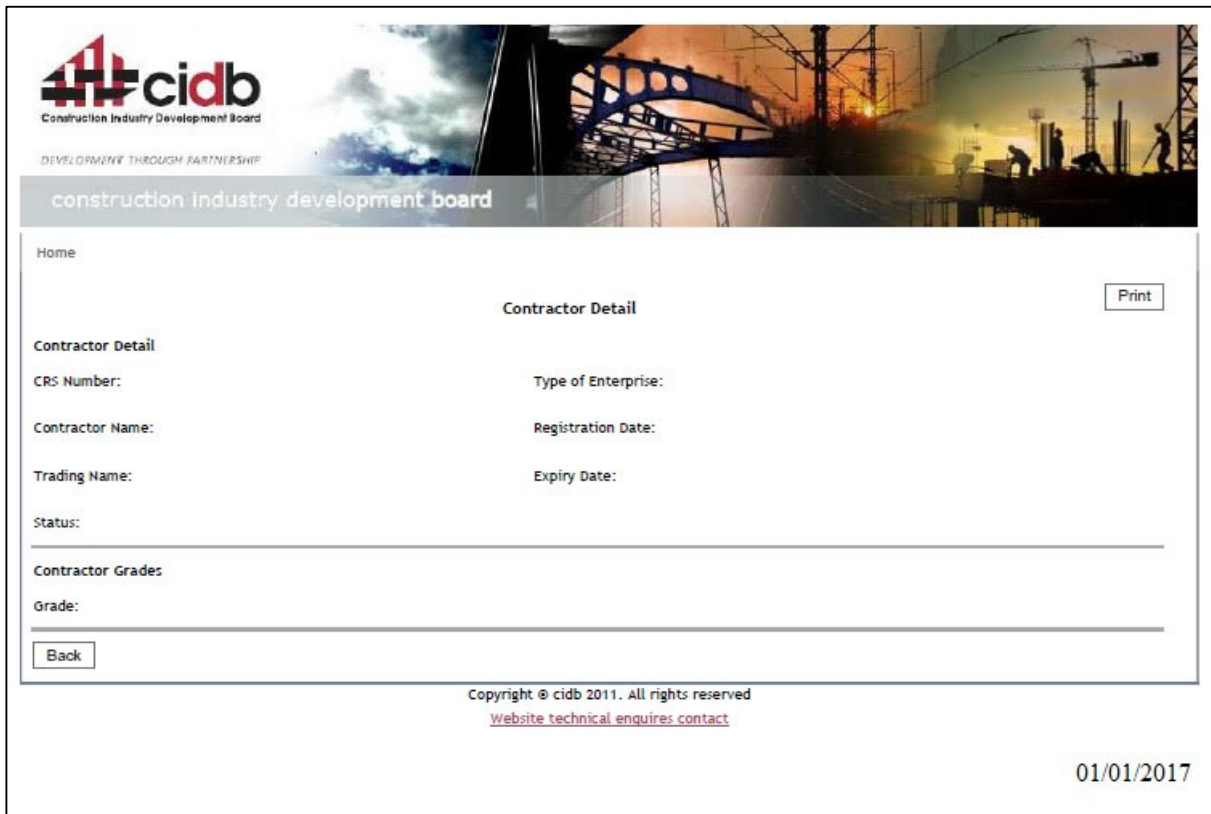 cidb
Construction Industry Development Board
DEVELOPMENT THROUGH PARTNERSHIP
construction industry development board
Home
Print
Contractor Detail
Contractor Detail
CRS Number: Type of Enterprise:
Contractor Name: Registration Date:
Trading Name: Expiry Date:
Status:
Contractor Grades
Grade:
Back
Copyright © cidb 2011. All rights reserved
Website technical enquires contact
01/01/2017